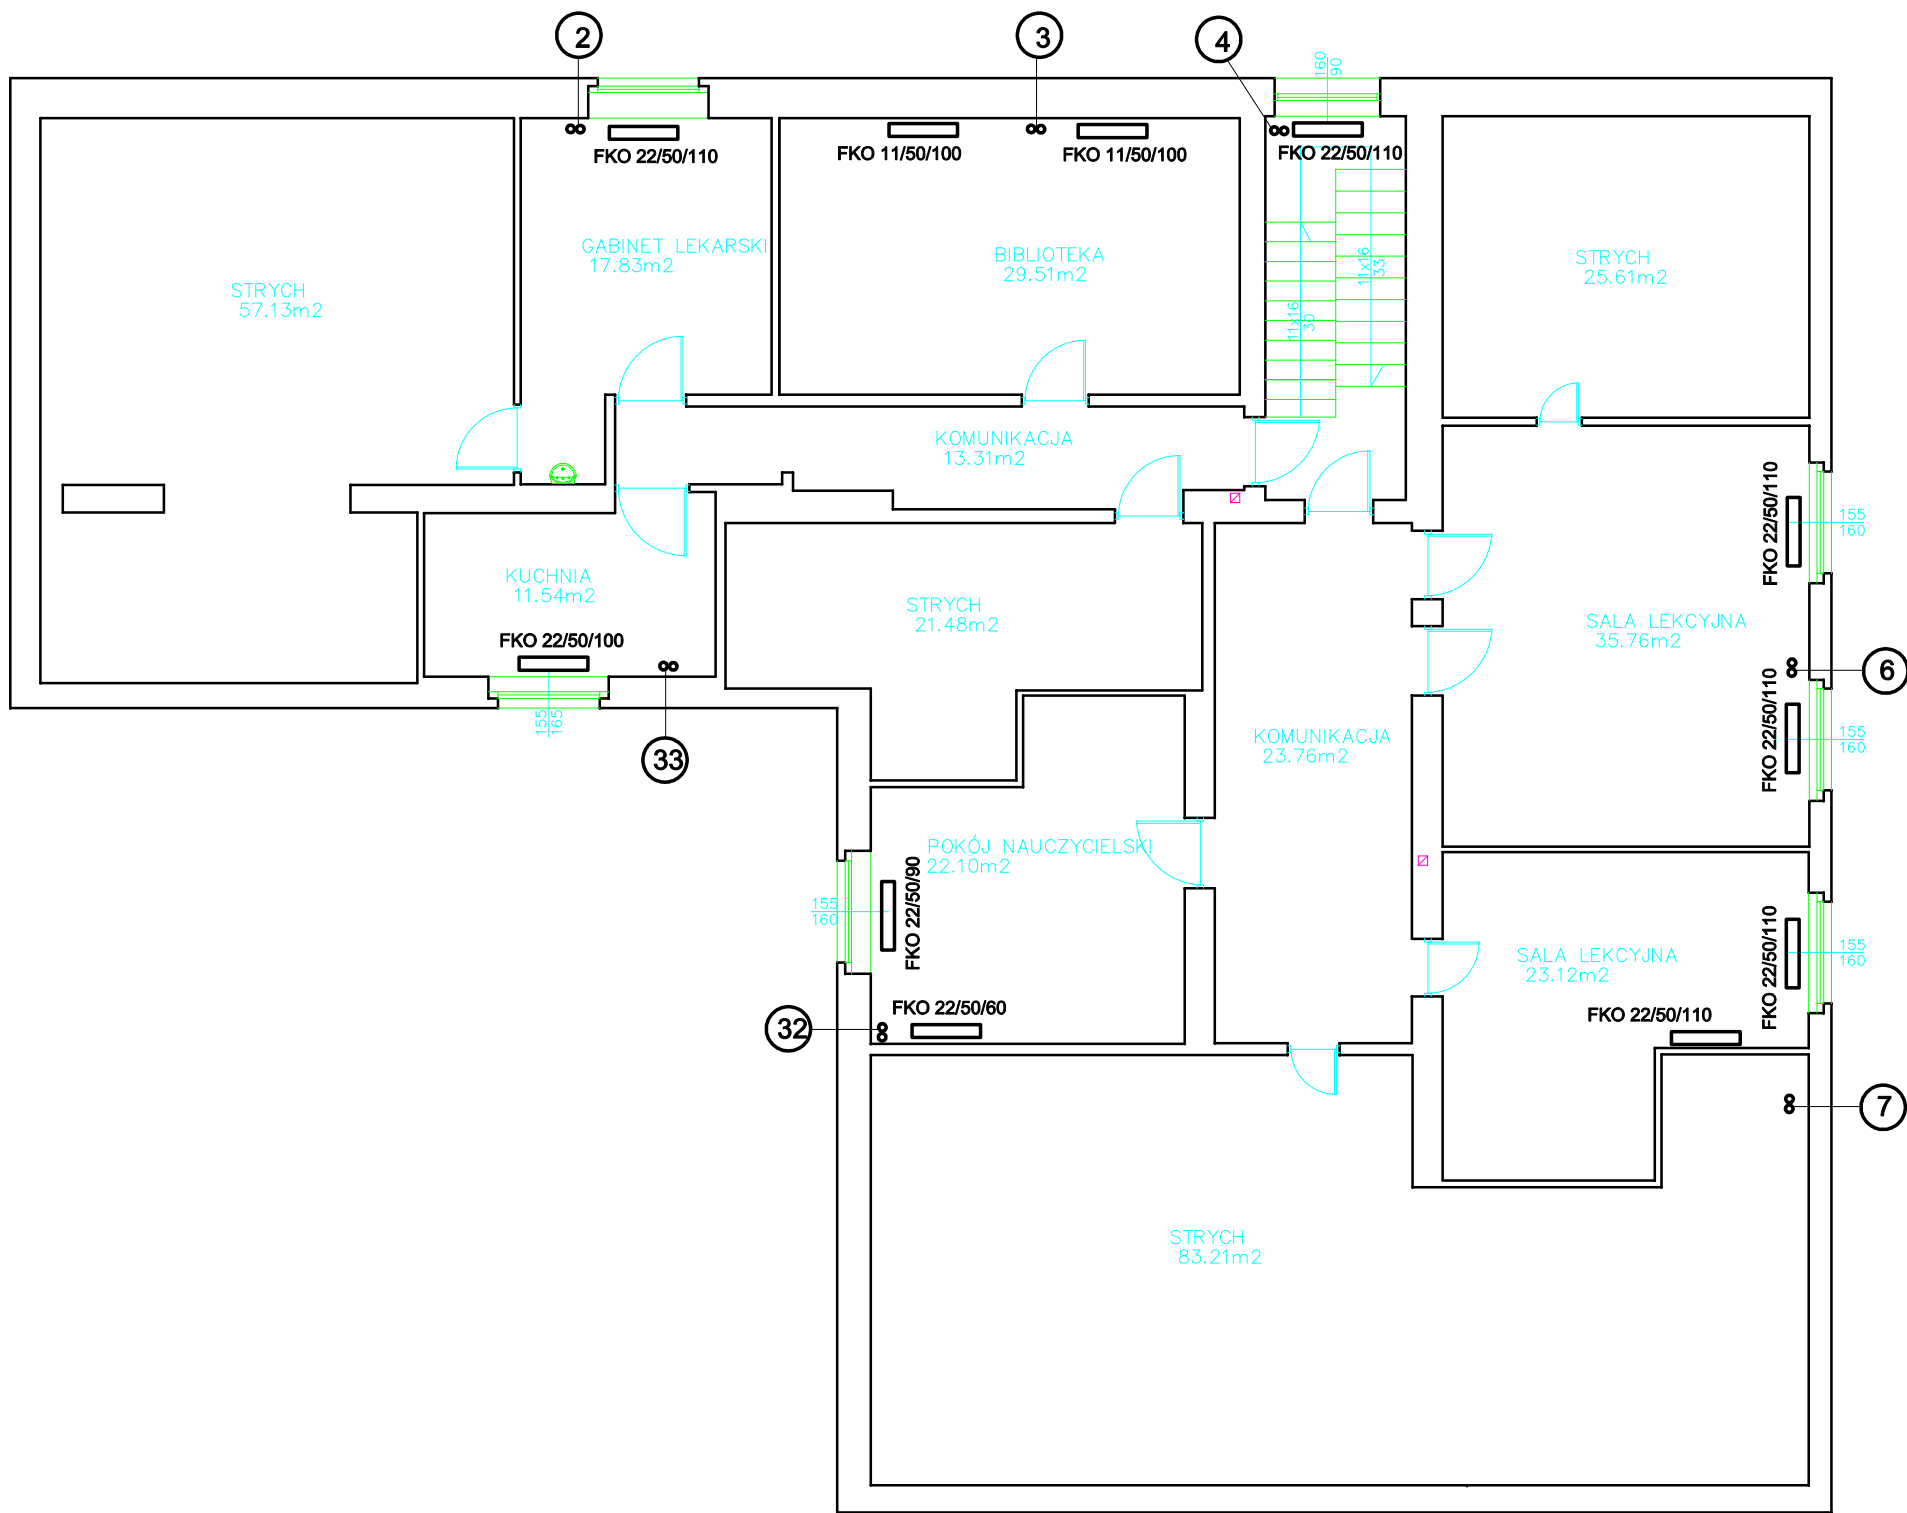 2
3
4
160
90
FKO 22/50/110
FKO 11/50/100
FKO 11/50/100
FKO 22/50/110
GABINET LEKARSKI
17.83m2
BIBLIOTEKA
29.51m2
STRYCH
25.61m2
STRYCH
57.13m2
11x16
33
11x16
30
KOMUNIKACJA
13.31m2
FKO 22/50/110
155
160
KUCHNIA
11.54m2
FKO 22/50/100
STRYCH
21.48m2
SALA LEKCYJNA
35.76m2
6
155
165
33
KOMUNIKACJA
23.76m2
FKO 22/50/110
155
160
POKÓJ NAUCZYCIELSKI
22.10m2
155
160
FKO 22/50/90
SALA LEKCYJNA
23.12m2
FKO 22/50/110
155
160
FKO 22/50/60
FKO 22/50/110
32
7
STRYCH
83.21m2